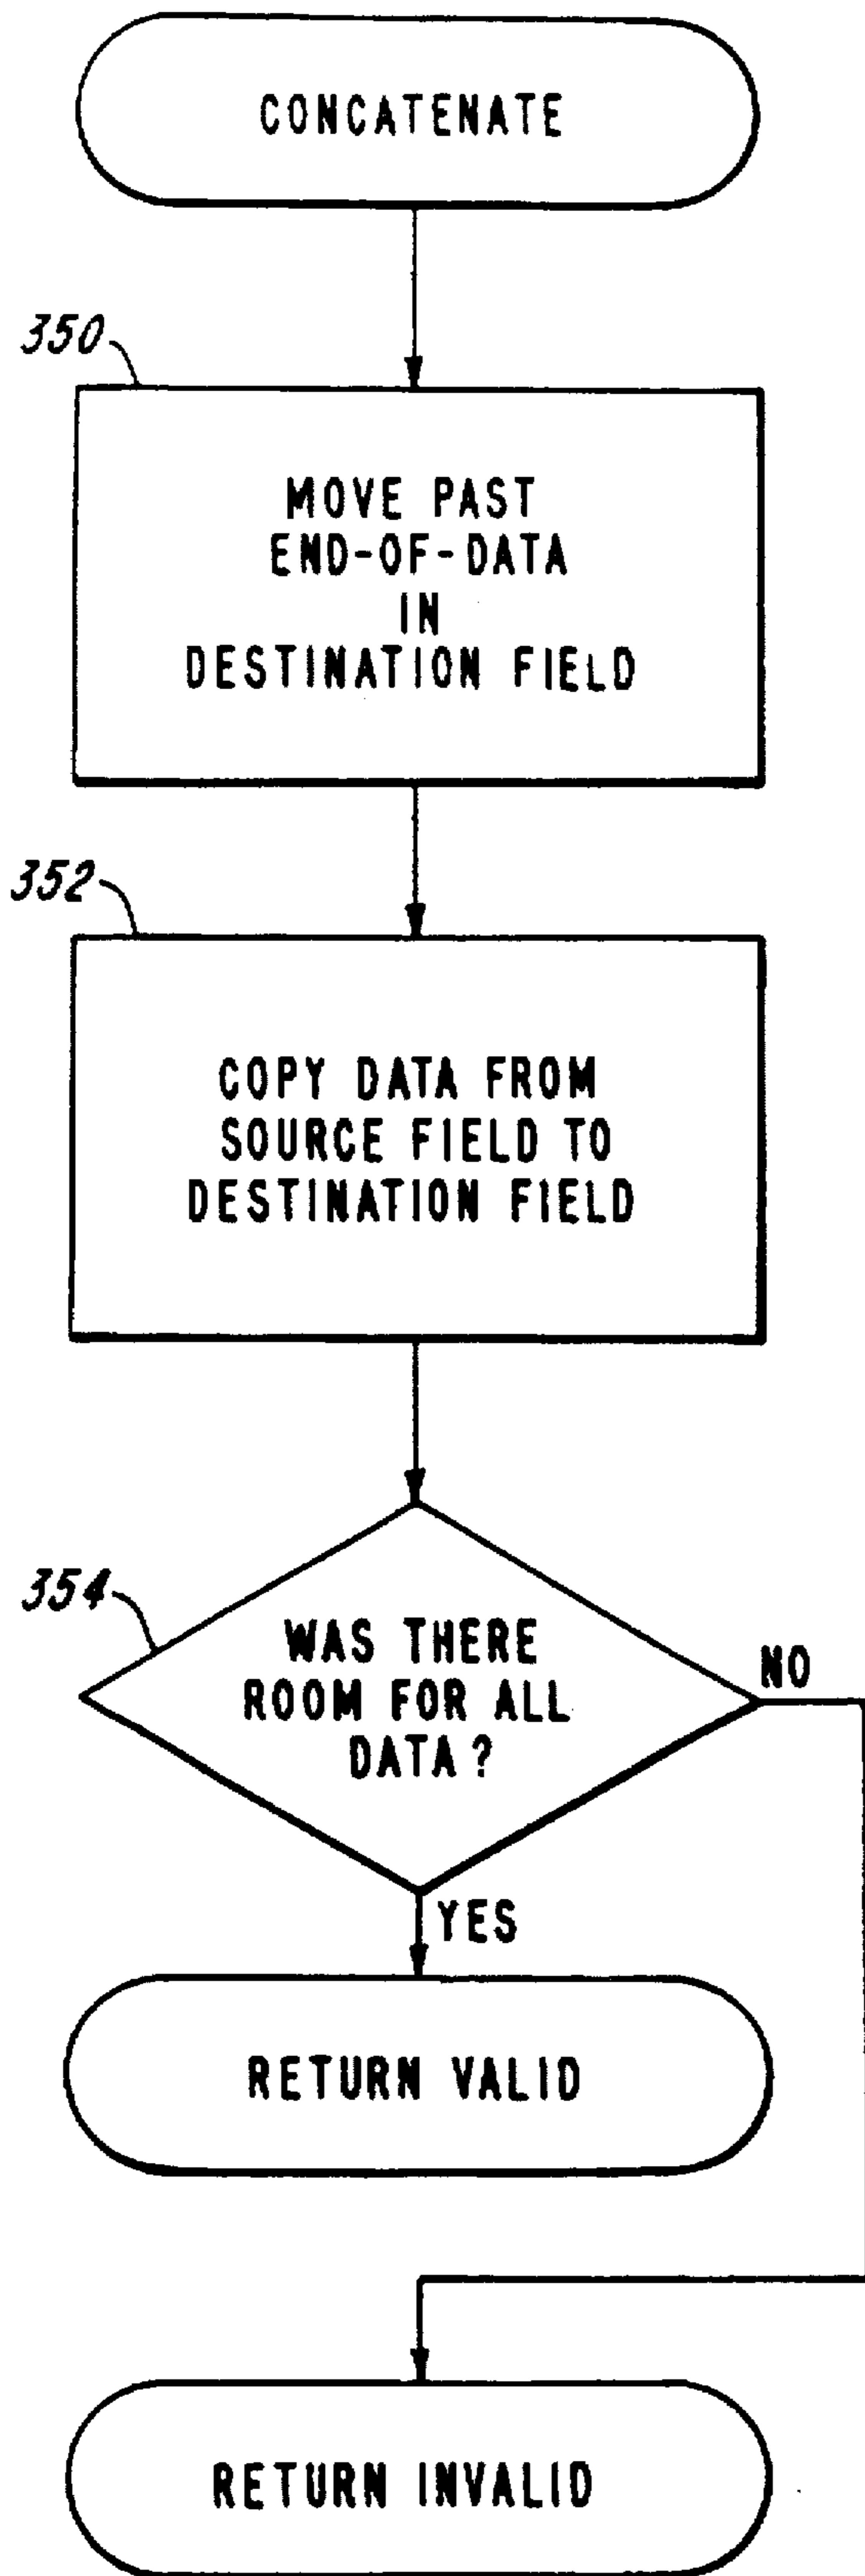 CONCATENATE
350
MOVE PAST
END-OF-DATA
IN
DESTINATION FIELD
352
COPY DATA FROM
SOURCE FIELD TO
DESTINATION FIELD
354
WAS THERE
ROOM FOR ALL
DATA?
NO
YES
RETURN VALID
RETURN INVALID